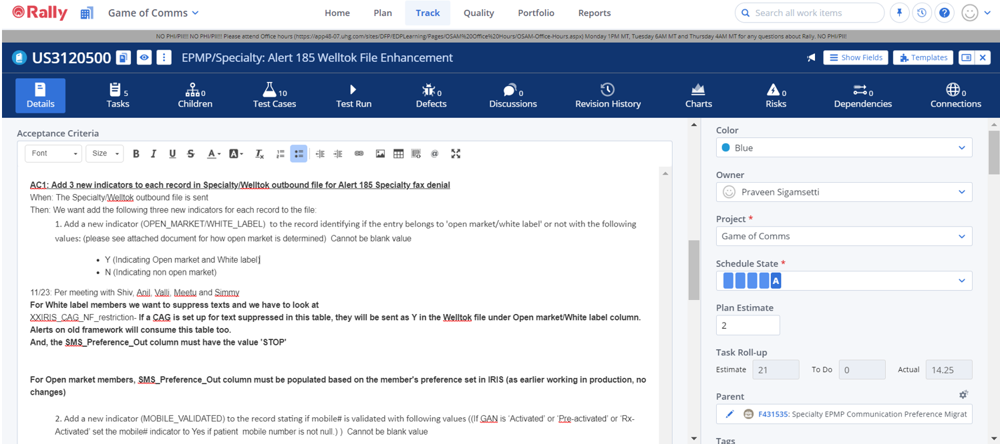 Rally
Game of Comms
Home
Plan
Track
Quality
Portfolio
Reports
Search all work items
NO PHI/PII!!! NO PHI/PII!!! Please attend Office hours (https://app48-07.uhg.com/sites/DFP/EDPLearning/Pages/OSAM%20Office%20Hours/OSAM-Office-Hours.aspx) Monday 1PM MT, Tuesday 6AM MT and Thursday 4AM MT for any questions about Rally. NO PHI/PII!
US3120500
EPMP/Specialty: Alert 185 Welltok File Enhancement
Show Fields
Templates
Details
5
Tasks
0
Children
10
Test Cases
Test Run
0
Defects
0
Discussions
Revision History
Charts
0
Risks
0
Dependencies
0
Connections
Acceptance Criteria
Font
Size
B
I
U
S
A
A
Tx
@
AC1: Add 3 new indicators to each record in Specialty/Welltok outbound file for Alert 185 Specialty fax denial
When: The Specialty/Welltok outbound file is sent
Then: We want add the following three new indicators for each record to the file:
1. Add a new indicator (OPEN_MARKET/WHITE_LABEL) to the record identifying if the entry belongs to 'open market/white label' or not with the following
values: (please see attached document for how open market is determined) Cannot be blank value
• Y (Indicating Open market and White label)
• N (Indicating non open market)
11/23: Per meeting with Shiv, Anil, Valli, Meetu and Simmy
For White label members we want to suppress texts and we have to look at
XXIRIS_CAG_NF_restriction- If a CAG is set up for text suppressed in this table, they will be sent as Y in the Welltok file under Open market/White label column.
Alerts on old framework will consume this table too.
And, the SMS_Preference_Out column must have the value 'STOP'
For Open market members, SMS_Preference_Out column must be populated based on the member's preference set in IRIS (as earlier working in production, no
changes)
2. Add a new indicator (MOBILE_VALIDATED) to the record stating if mobile# is validated with following values ((If GAN is 'Activated' or 'Pre-activated' or 'Rx-
Activated' set the mobile# indicator to Yes if patient mobile number is not null.) ) Cannot be blank value
Color
Blue
Owner
Praveen Sigamsetti
Project *
Game of Comms
Schedule State *
A
Plan Estimate
2
Task Roll-up
Estimate
21
To Do
0
Actual
14.25
Parent
F431535: Specialty EPMP Communication Preference Migrat
Tags